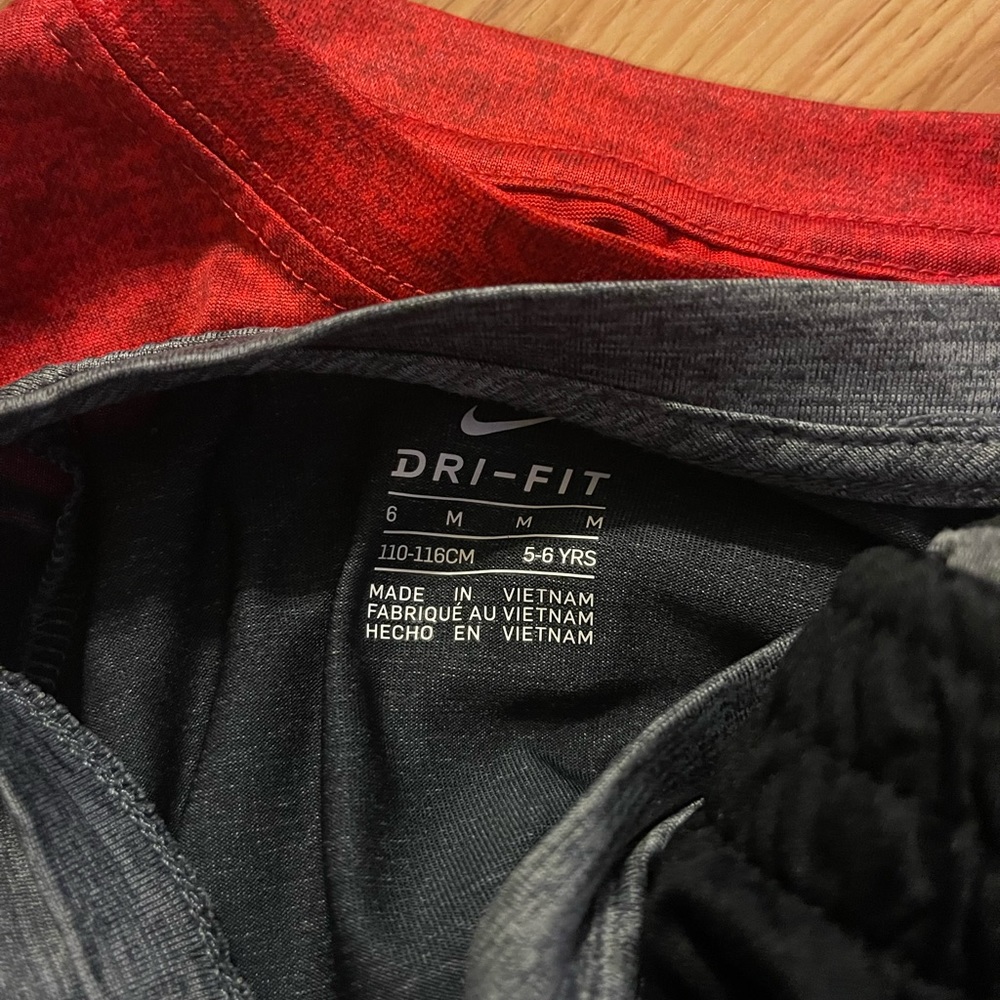 DRI-FIT
6 M M M
110-116CM 5-6 YRS
MADE IN VIETNAM
FABRIQUÉ AU VIETNAM
HECHO EN VIETNAM